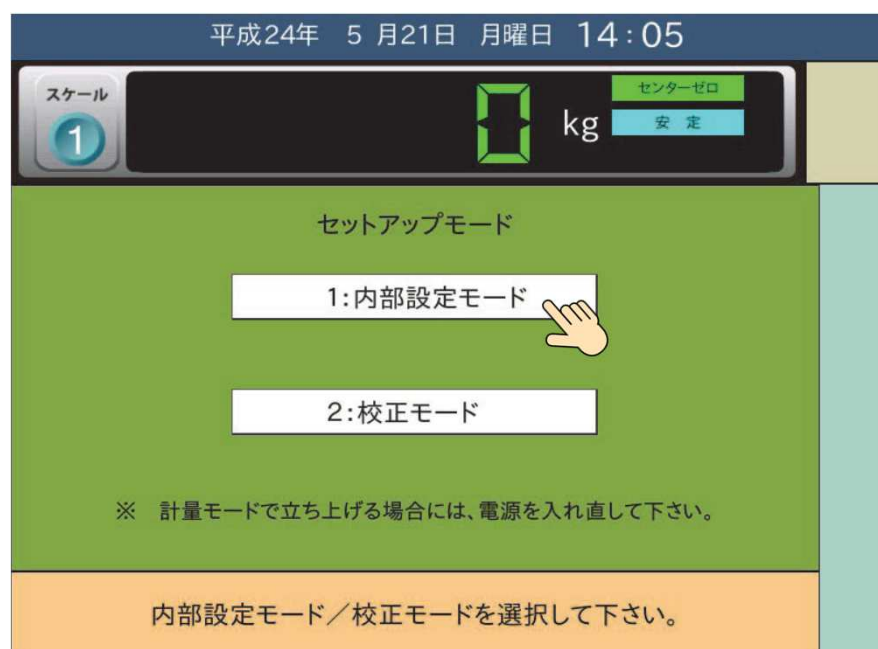 平成24年 5月21日 月曜日 14:05
スケール
1
0 kg
センターゼロ
安 定
セットアップモード
1:内部設定モード
2:校正モード
※ 計量モードで立ち上げる場合には、電源を入れ直して下さい。
内部設定モード／校正モードを選択して下さい。